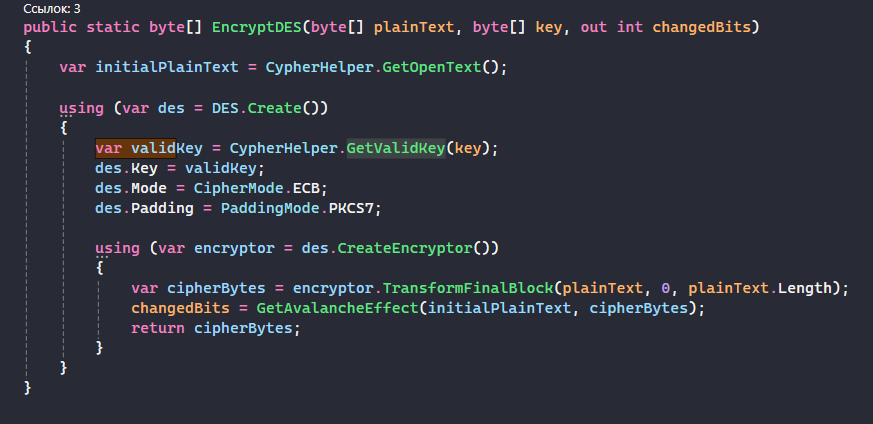 Ссылок: 3
public static byte[] EncryptDES(byte[] plainText, byte[] key, out int changedBits)
{
var initialPlainText = CypherHelper.GetOpenText();
using (var des = DES.Create())
{
var validKey = CypherHelper.GetValidKey(key);
des.Key = validKey;
des.Mode = CipherMode.ECB;
des.Padding = PaddingMode.PKCS7;
using (var encryptor = des.CreateEncryptor())
{
var cipherBytes = encryptor.TransformFinalBlock(plainText, 0, plainText.Length);
changedBits = GetAvalancheEffect(initialPlainText, cipherBytes);
return cipherBytes;
}
}
}